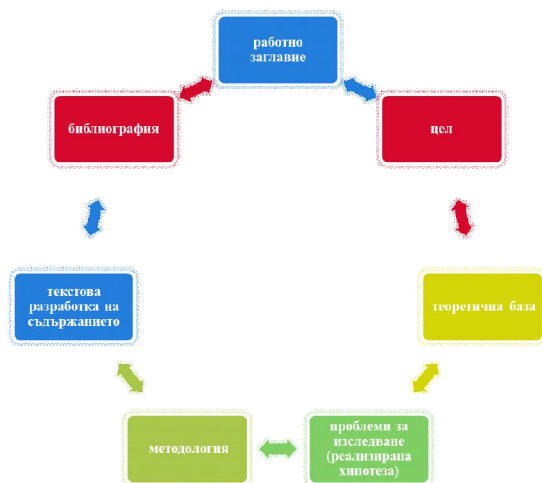 работно
заглавие
цел
теоретична база
проблеми за
изследване
(реализирана
хипотеза)
методология
текстова
разработка на
съдържанието
библиография